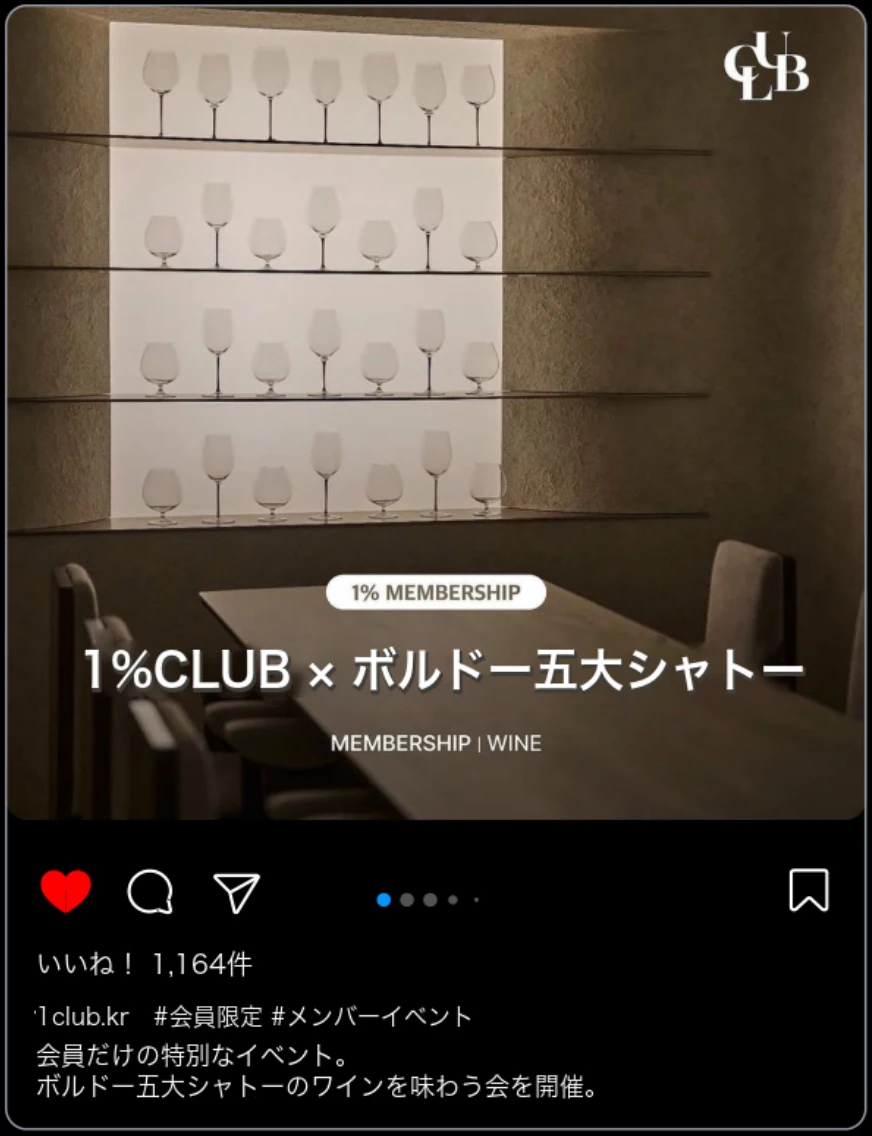 CLUB
1% MEMBERSHIP
1%CLUB × ボルドー五大シャトー
MEMBERSHIP | WINE
いいね！ 1,164件
1club.kr #会員限定 #メンバーイベント
会員だけの特別なイベント。
ボルドー五大シャトーのワインを味わう会を開催。